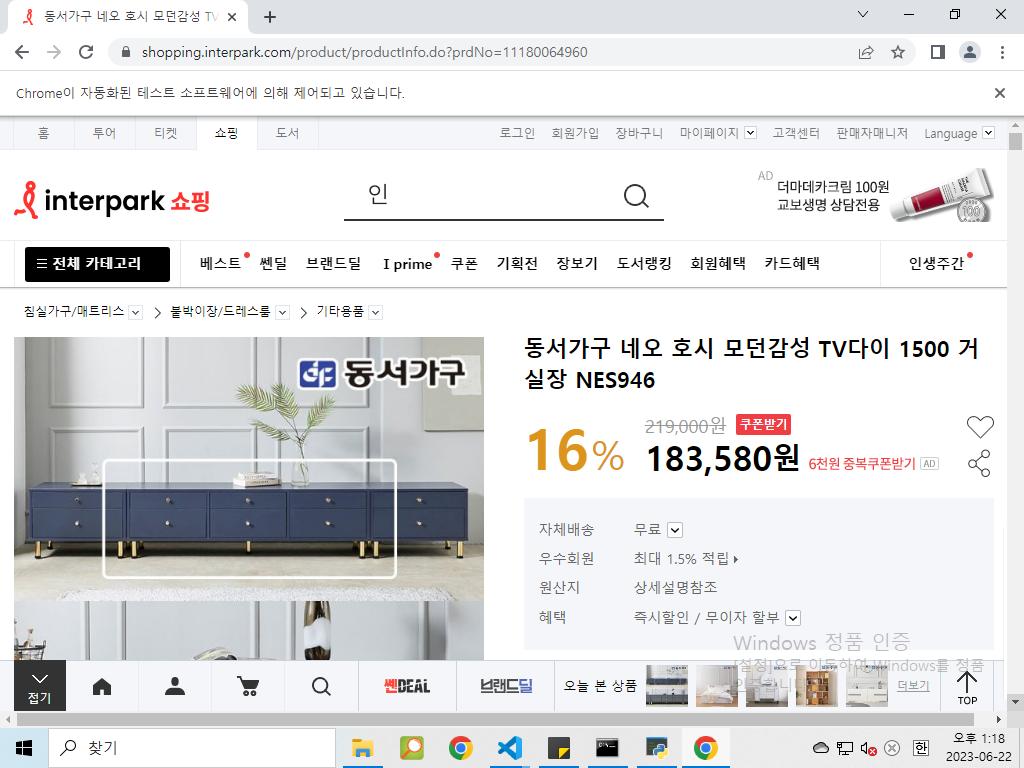 동서가구 네오 호시 모던감성 TV
shopping.interpark.com/product/productInfo.do?prdNo=11180064960
Chrome이 자동화된 테스트 소프트웨어에 의해 제어되고 있습니다.
홈 투어 티켓 쇼핑 도서 로그인 회원가입 장바구니 마이페이지 고객센터 판매자매니저 Language
interpark 쇼핑
인
AD 더마데카크림 100원
교보생명 상담전용
100
전체 카테고리 베스트 쎈딜 브랜드딜 I prime 쿠폰 기획전 장보기 도서랭킹 회원혜택 카드혜택 인생주간
침실가구/매트리스 붙박이장/드레스룸 기타용품
동서가구
동서가구 네오 호시 모던감성 TV다이 1500 거
실장 NES946
16% 219,000원 쿠폰받기
183,580원 6천원 중복쿠폰받기 AD
자체배송 무료
우수회원 최대 1.5% 적립
원산지 상세설명참조
혜택 즉시할인 / 무이자 할부
Windows 정품 인증
[설정]으로 이동하여 Windows를 정품
접기 쎈DEAL 브랜드딜 오늘 본 상품 더보기 TOP
찾기
한
오후 1:18
2023-06-22